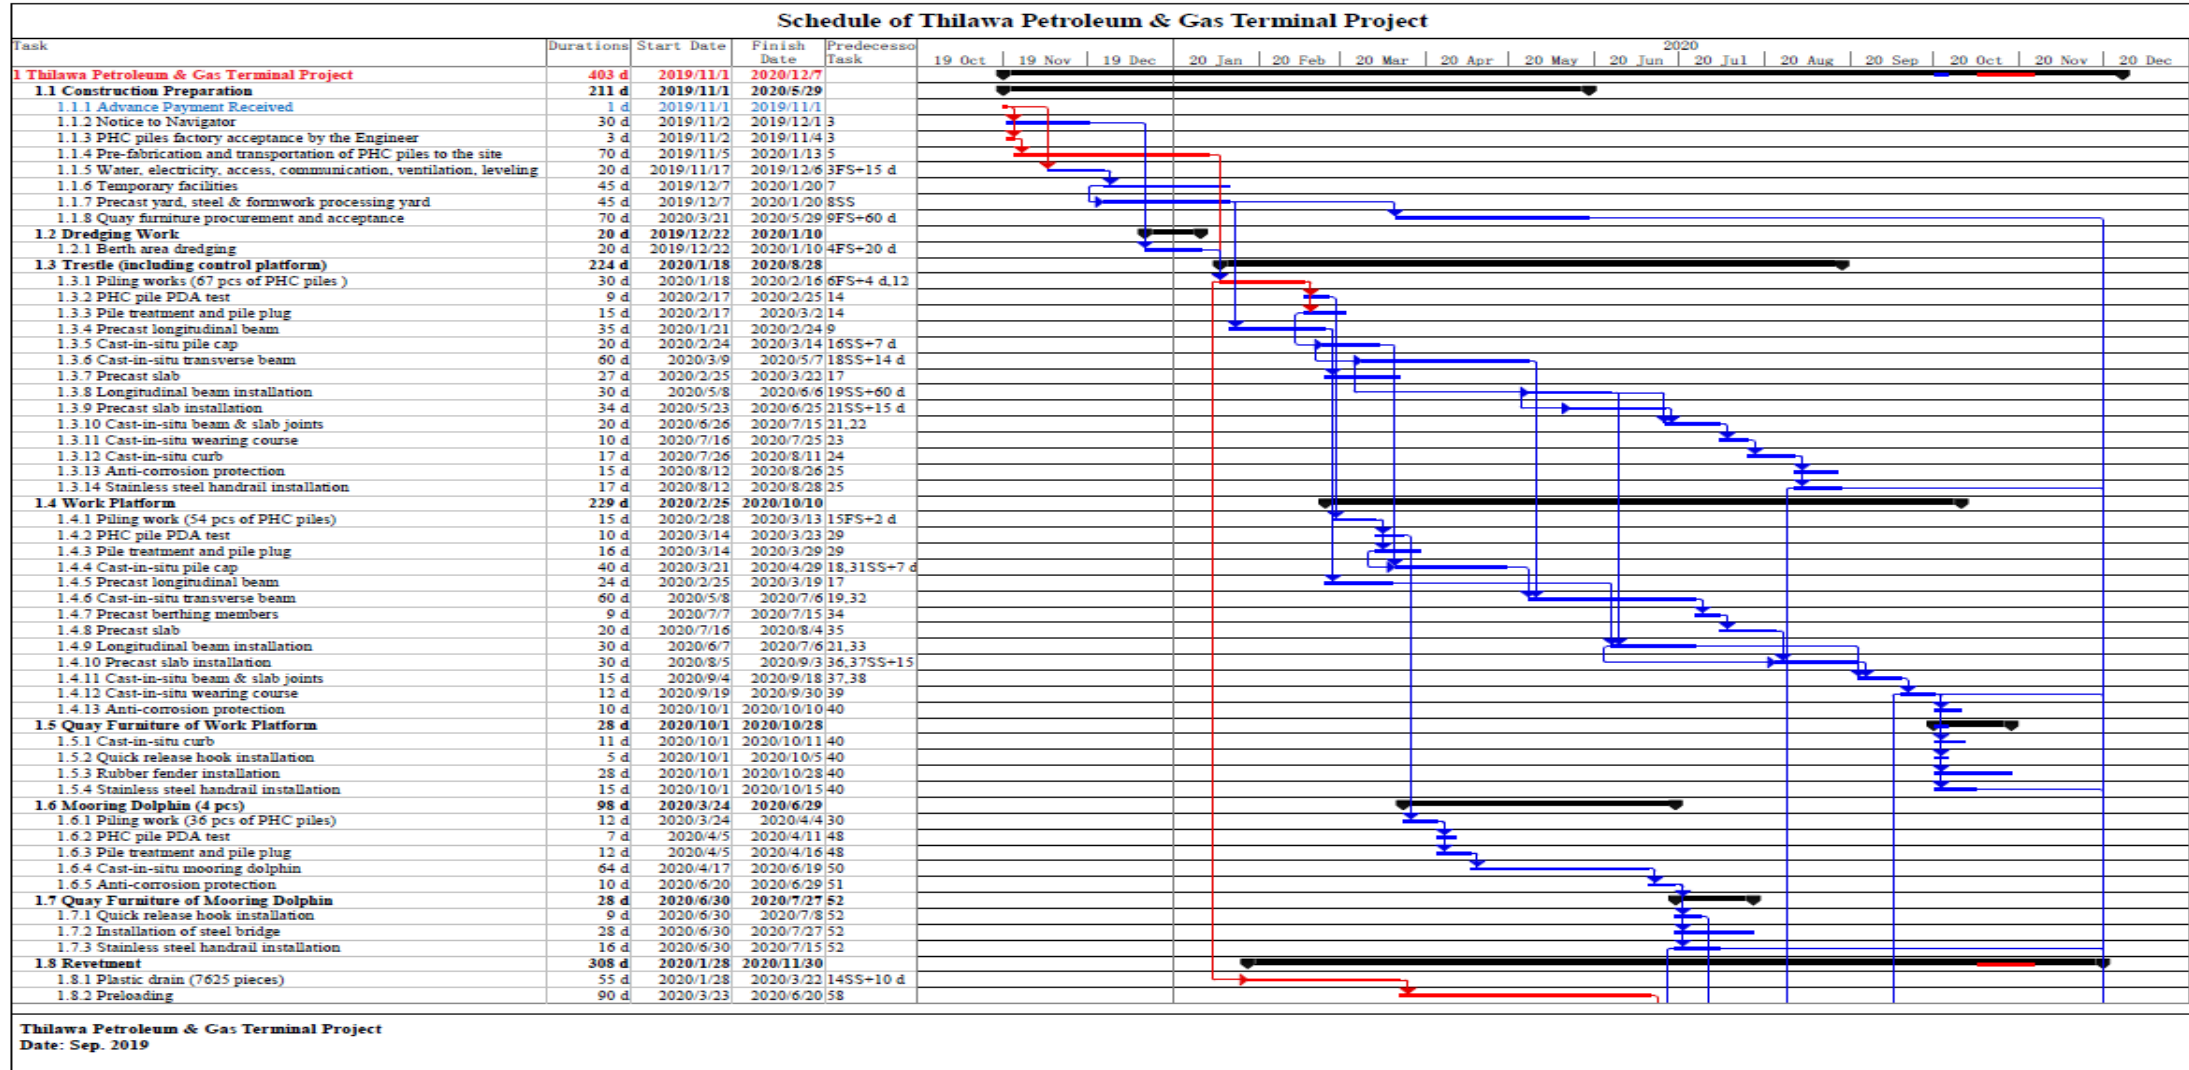 Schedule of Thilawa Petroleum & Gas Terminal Project
Task Durations Start Date Finish Date Predecesso Task 19 Oct 19 Nov 19 Dec 2020 20 Jan 20 Feb 20 Mar 20 Apr 20 May 20 Jun 20 Jul 20 Aug 20 Sep 20 Oct 20 Nov 20 Dec
1 Thilawa Petroleum & Gas Terminal Project 403 d 2019/11/1 2020/12/7
1.1 Construction Preparation 211 d 2019/11/1 2020/5/29
1.1.1 Advance Payment Received 1 d 2019/11/1 2019/11/1
1.1.2 Notice to Navigator 30 d 2019/11/2 2019/12/1 3
1.1.3 PHC piles factory acceptance by the Engineer 3 d 2019/11/2 2019/11/4 3
1.1.4 Pre-fabrication and transportation of PHC piles to the site 70 d 2019/11/5 2020/1/13 5
1.1.5 Water, electricity, access, communication, ventilation, leveling 20 d 2019/11/17 2019/12/6 3FS+15 d
1.1.6 Temporary facilities 45 d 2019/12/7 2020/1/20 7
1.1.7 Precast yard, steel & formwork processing yard 45 d 2019/12/7 2020/1/20 8SS
1.1.8 Quay furniture procurement and acceptance 70 d 2020/3/21 2020/5/29 9FS+60 d
1.2 Dredging Work 20 d 2019/12/22 2020/1/10
1.2.1 Berth area dredging 20 d 2019/12/22 2020/1/10 4FS+20 d
1.3 Trestle (including control platform) 224 d 2020/1/18 2020/8/28
1.3.1 Piling works (67 pcs of PHC piles ) 30 d 2020/1/18 2020/2/16 6FS+4 d,12
1.3.2 PHC pile PDA test 9 d 2020/2/17 2020/2/25 14
1.3.3 Pile treatment and pile plug 15 d 2020/2/17 2020/3/2 14
1.3.4 Precast longitudinal beam 35 d 2020/1/21 2020/2/24 9
1.3.5 Cast-in-situ pile cap 20 d 2020/2/24 2020/3/14 16SS+7 d
1.3.6 Cast-in-situ transverse beam 60 d 2020/3/9 2020/5/7 18SS+14 d
1.3.7 Precast slab 27 d 2020/2/25 2020/3/22 17
1.3.8 Longitudinal beam installation 30 d 2020/5/8 2020/6/6 19SS+60 d
1.3.9 Precast slab installation 34 d 2020/5/23 2020/6/25 21SS+15 d
1.3.10 Cast-in-situ beam & slab joints 20 d 2020/6/26 2020/7/15 21,22
1.3.11 Cast-in-situ wearing course 10 d 2020/7/16 2020/7/25 23
1.3.12 Cast-in-situ curb 17 d 2020/7/26 2020/8/11 24
1.3.13 Anti-corrosion protection 15 d 2020/8/12 2020/8/26 25
1.3.14 Stainless steel handrail installation 17 d 2020/8/12 2020/8/28 25
1.4 Work Platform 229 d 2020/2/25 2020/10/10
1.4.1 Piling work (54 pcs of PHC piles) 15 d 2020/2/28 2020/3/13 15FS+2 d
1.4.2 PHC pile PDA test 10 d 2020/3/14 2020/3/23 29
1.4.3 Pile treatment and pile plug 16 d 2020/3/14 2020/3/29 29
1.4.4 Cast-in-situ pile cap 40 d 2020/3/21 2020/4/29 18,31SS+7 d
1.4.5 Precast longitudinal beam 24 d 2020/2/25 2020/3/19 17
1.4.6 Cast-in-situ transverse beam 60 d 2020/5/8 2020/7/6 19,32
1.4.7 Precast berthing members 9 d 2020/7/7 2020/7/15 34
1.4.8 Precast slab 20 d 2020/7/16 2020/8/4 35
1.4.9 Longitudinal beam installation 30 d 2020/6/7 2020/7/6 21,33
1.4.10 Precast slab installation 30 d 2020/8/5 2020/9/3 36,37SS+15
1.4.11 Cast-in-situ beam & slab joints 15 d 2020/9/4 2020/9/18 37,38
1.4.12 Cast-in-situ wearing course 12 d 2020/9/19 2020/9/30 39
1.4.13 Anti-corrosion protection 10 d 2020/10/1 2020/10/10 40
1.5 Quay Furniture of Work Platform 28 d 2020/10/1 2020/10/28
1.5.1 Cast-in-situ curb 11 d 2020/10/1 2020/10/11 40
1.5.2 Quick release hook installation 5 d 2020/10/1 2020/10/5 40
1.5.3 Rubber fender installation 28 d 2020/10/1 2020/10/28 40
1.5.4 Stainless steel handrail installation 15 d 2020/10/1 2020/10/15 40
1.6 Mooring Dolphin (4 pcs) 98 d 2020/3/24 2020/6/29
1.6.1 Piling work (36 pcs of PHC piles) 12 d 2020/3/24 2020/4/4 30
1.6.2 PHC pile PDA test 7 d 2020/4/5 2020/4/11 48
1.6.3 Pile treatment and pile plug 12 d 2020/4/5 2020/4/16 48
1.6.4 Cast-in-situ mooring dolphin 64 d 2020/4/17 2020/6/19 50
1.6.5 Anti-corrosion protection 10 d 2020/6/20 2020/6/29 51
1.7 Quay Furniture of Mooring Dolphin 28 d 2020/6/30 2020/7/27 52
1.7.1 Quick release hook installation 9 d 2020/6/30 2020/7/8 52
1.7.2 Installation of steel bridge 28 d 2020/6/30 2020/7/27 52
1.7.3 Stainless steel handrail installation 16 d 2020/6/30 2020/7/15 52
1.8 Revetment 308 d 2020/1/28 2020/11/30
1.8.1 Plastic drain (7625 pieces) 55 d 2020/1/28 2020/3/22 14SS+10 d
1.8.2 Preloading 90 d 2020/3/23 2020/6/20 58
Thilawa Petroleum & Gas Terminal Project
Date: Sep. 2019